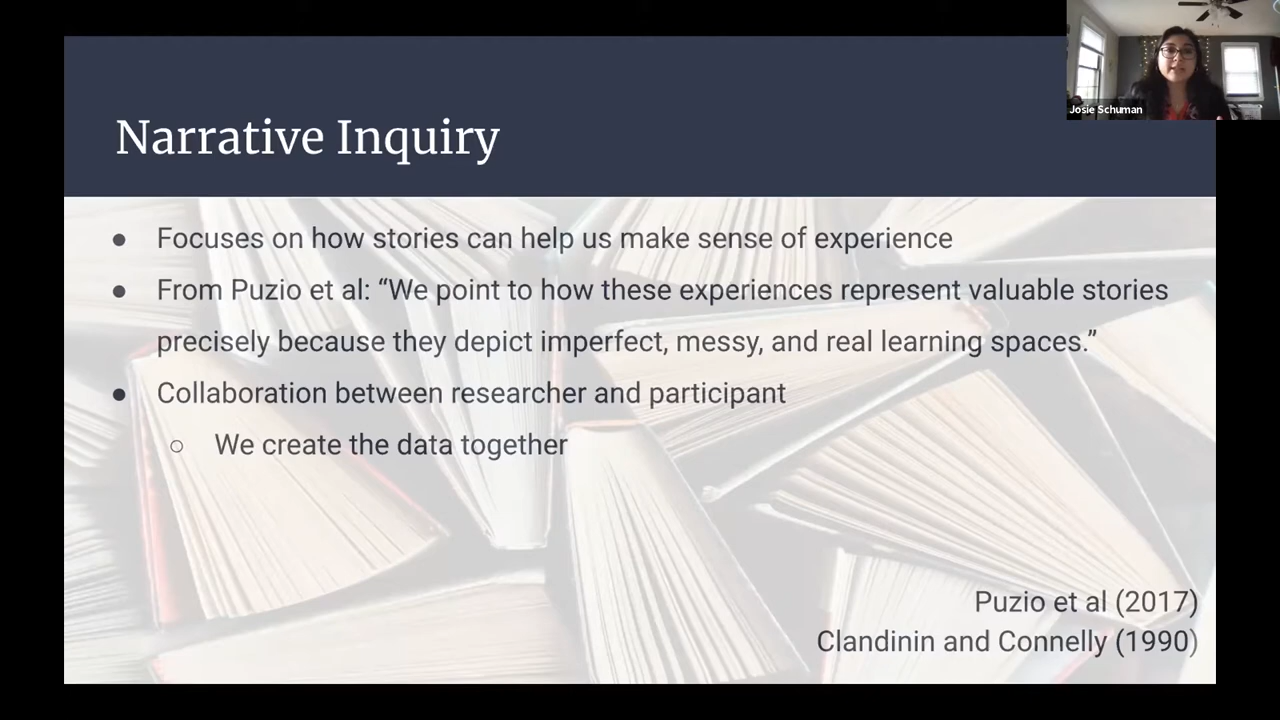 Josie Schuman
Narrative Inquiry
● Focuses on how stories can help us make sense of experience
● From Puzio et al: “We point to how these experiences represent valuable stories
precisely because they depict imperfect, messy, and real learning spaces.”
● Collaboration between researcher and participant
○ We create the data together
Puzio et al (2017)
Clandinin and Connelly (1990)